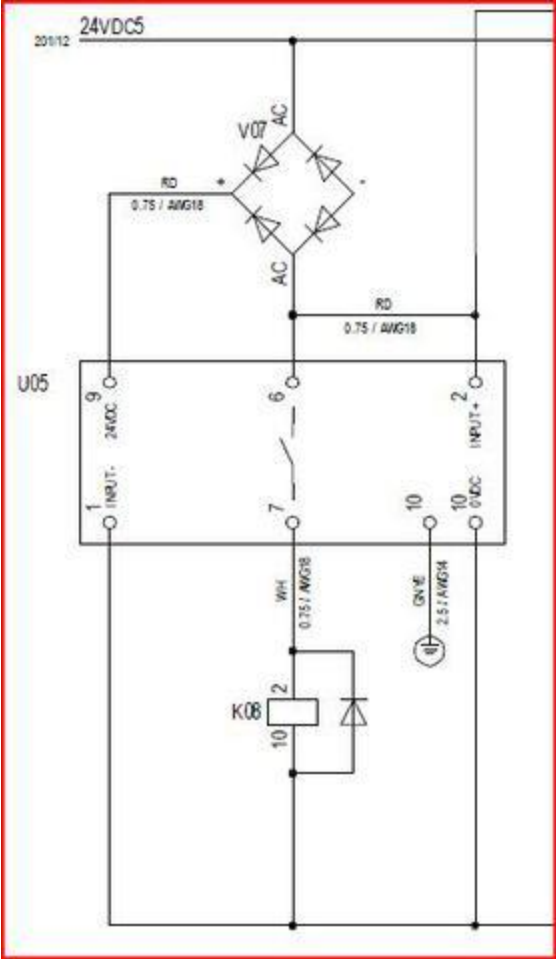 24VDC5
201/12
AC
V07
+
-
RD
0.75 / AWG18
AC
RD
0.75 / AWG18
U05
9
24VDC
6
2
INPUT+
1
INPUT-
7
10
10
0VDC
WH
0.75 / AWG18
GNYE
2.5 / AWG14
K08
2
10